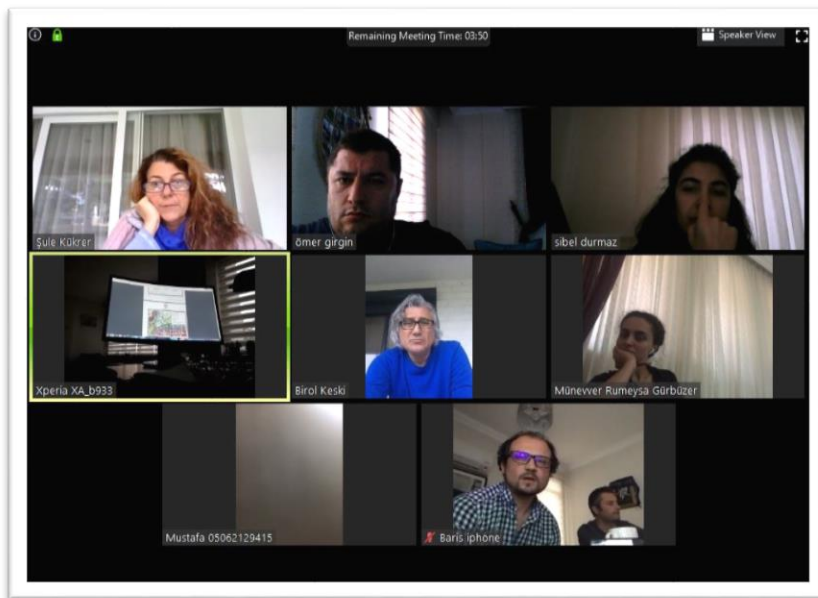 Remaining Meeting Time: 03:50
Speaker View
Şule Kükrer
ömer girgin
sibel durmaz
Xperia XA_b933
Birol Keski
Münevver Rumeysa Gürbüzer
Mustafa 05062129415
Baris iphone